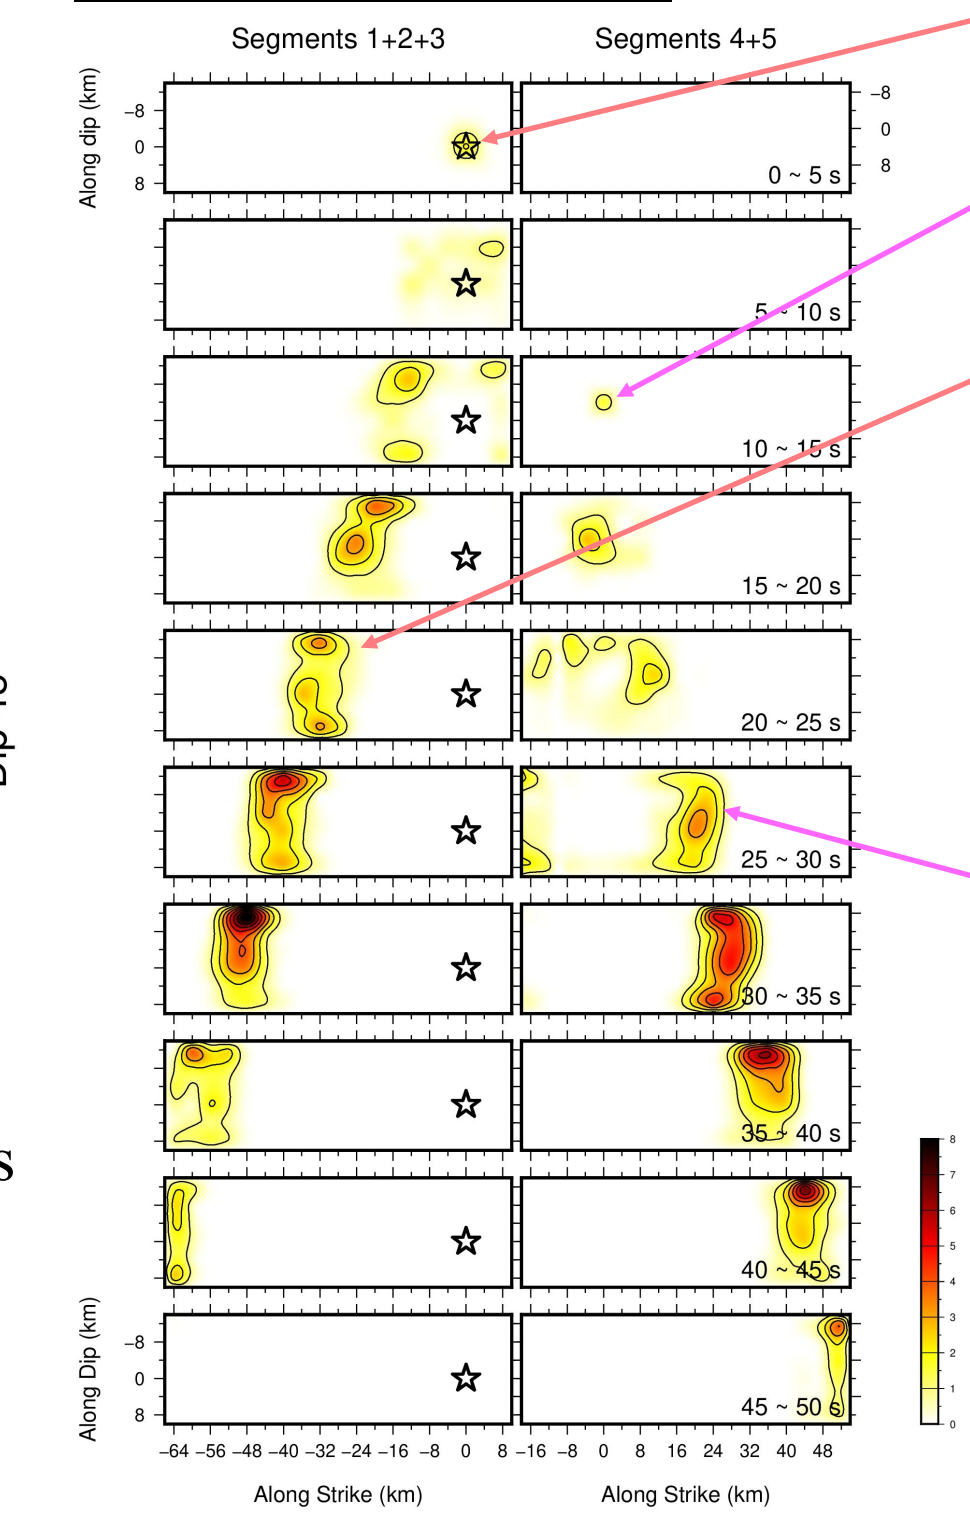 Segments 1+2+3 Segments 4+5
Along dip (km)
−8
0
8
−8
0
8
0 ~ 5 s
5 ~ 10 s
10 ~ 15 s
15 ~ 20 s
20 ~ 25 s
25 ~ 30 s
30 ~ 35 s
35 ~ 40 s
S
40 ~ 45 s
45 ~ 50 s
Along Dip (km)
−8
0
8
−64 −56 −48 −40 −32 −24 −16 −8 0 8
−16 −8 0 8 16 24 32 40 48
Along Strike (km) Along Strike (km)
8
7
6
5
4
3
2
1
0